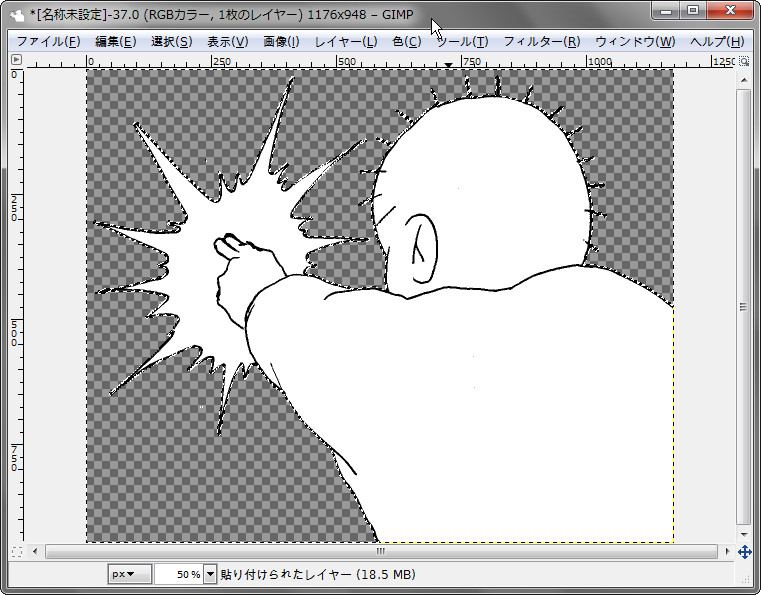 *[名称未設定]-37.0 (RGBカラー, 1枚のレイヤー) 1176x948 – GIMP
ファイル(F) 編集(E) 選択(S) 表示(V) 画像(I) レイヤー(L) 色(C) ツール(T) フィルター(R) ウィンドウ(W) ヘルプ(H)
0 250 500 750 1000 1250
0
250
500
750
px 50 % 貼り付けられたレイヤー (18.5 MB)